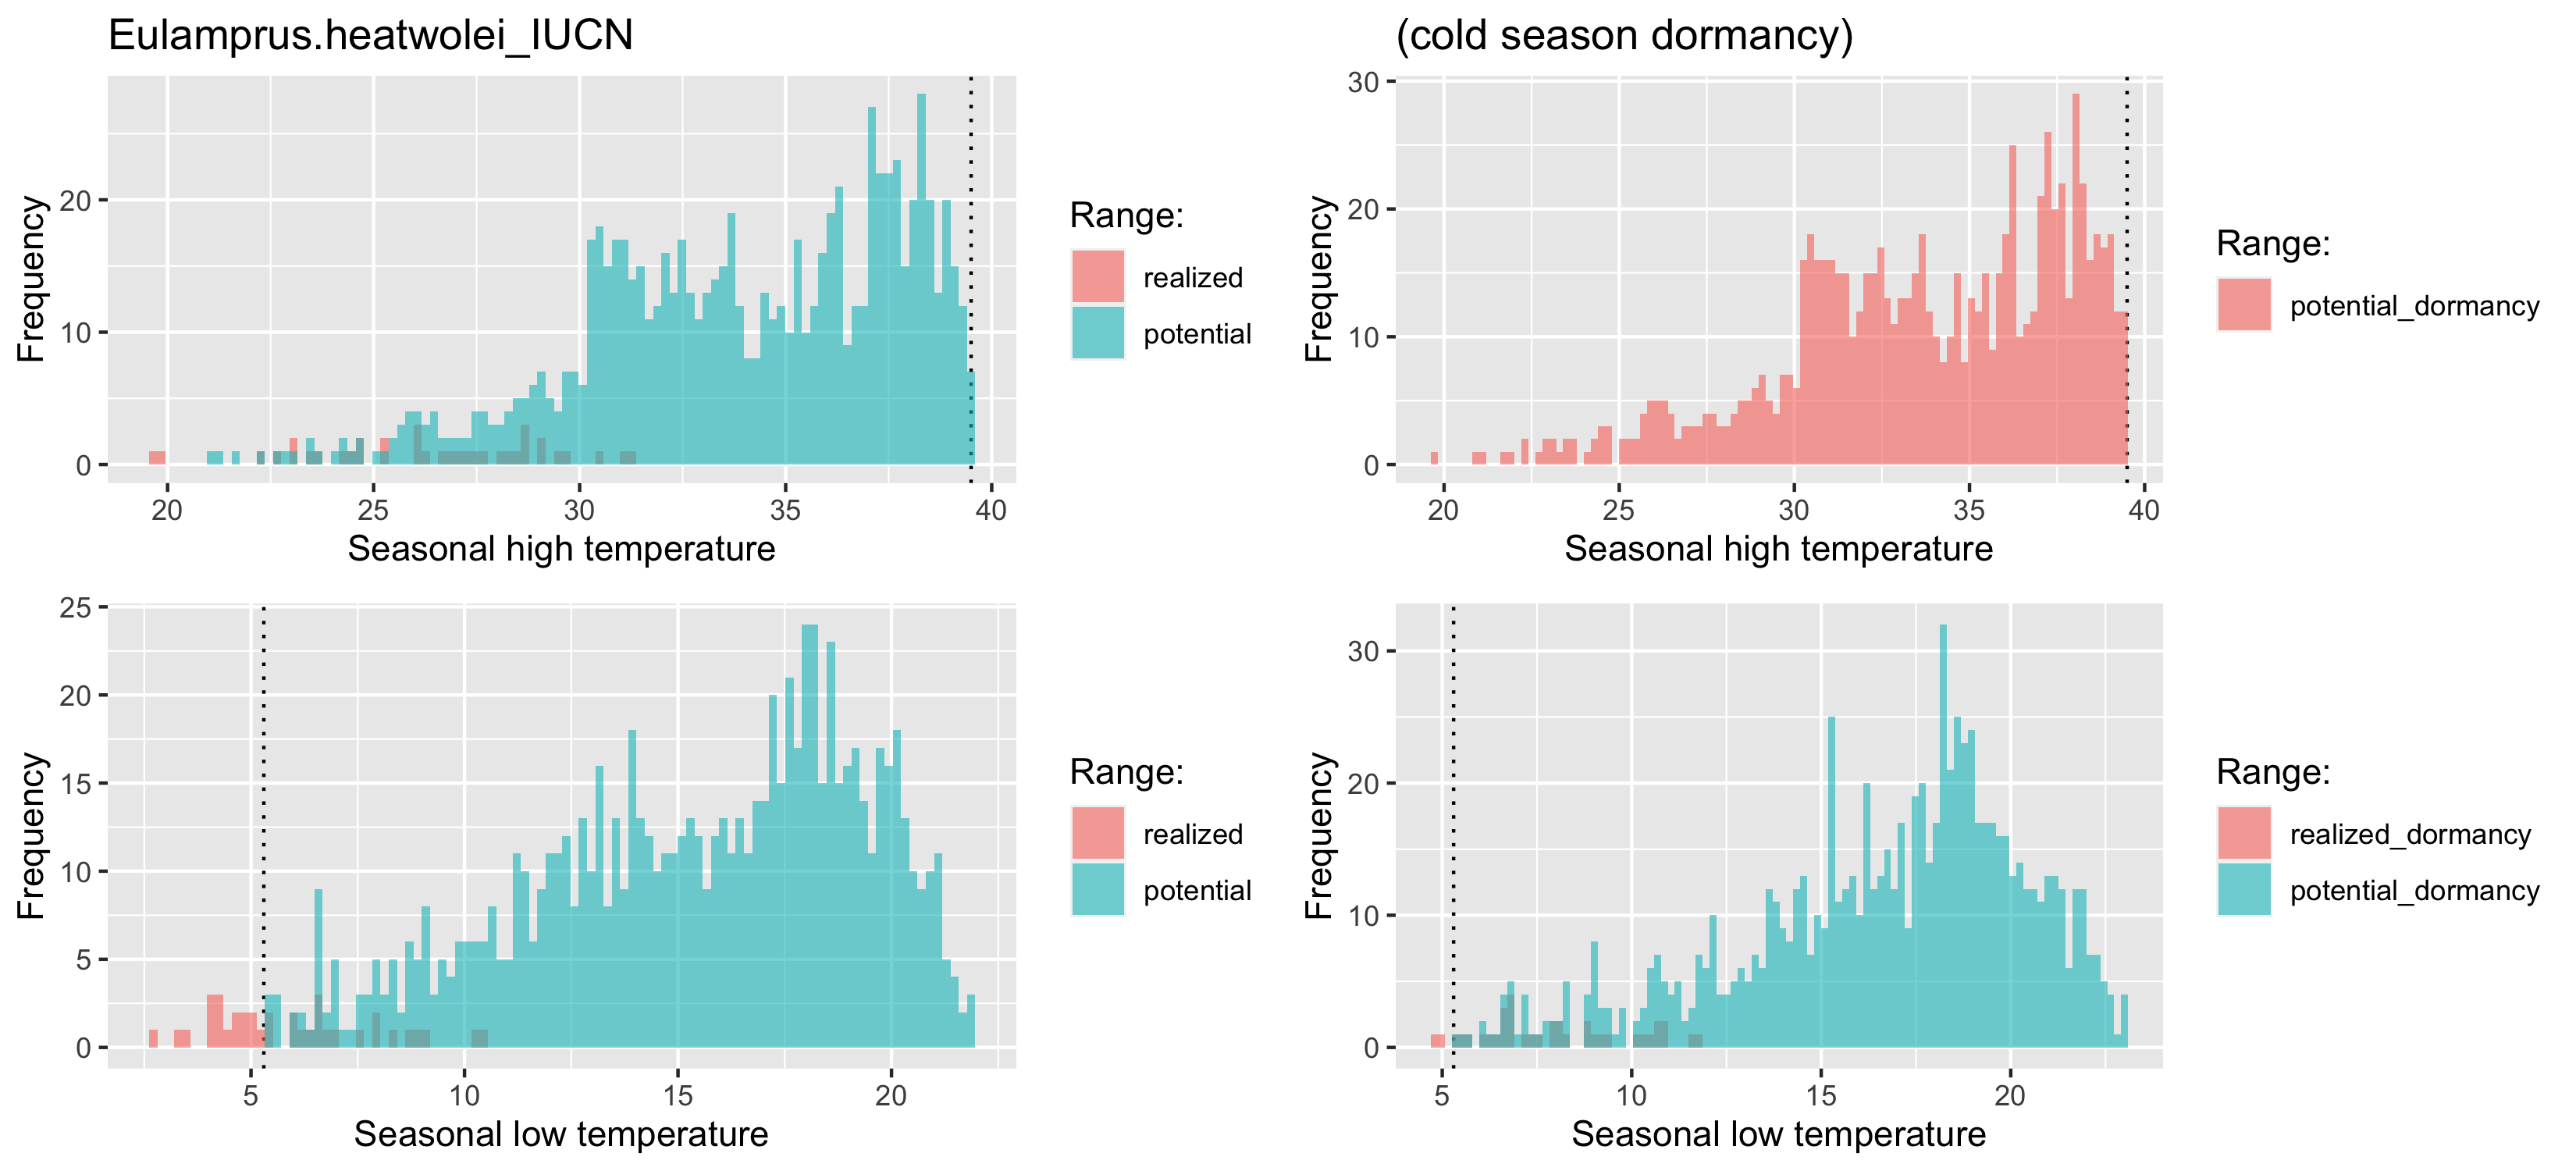 Eulamprus.heatwolei_IUCN
Frequency
20
10
0
20 25 30 35 40
Seasonal high temperature
Range:
realized
potential
(cold season dormancy)
Frequency
30
20
10
0
20 25 30 35 40
Seasonal high temperature
Range:
potential_dormancy
Frequency
25
20
15
10
5
0
5 10 15 20
Seasonal low temperature
Range:
realized
potential
Frequency
30
20
10
0
5 10 15 20
Seasonal low temperature
Range:
realized_dormancy
potential_dormancy